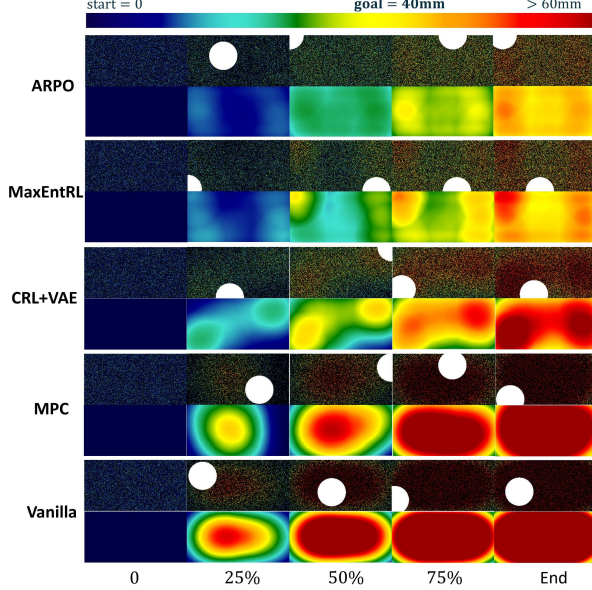 start = 0 goal = 40mm > 60mm
ARPO
MaxEntRL
CRL+VAE
MPC
Vanilla
0 25% 50% 75% End